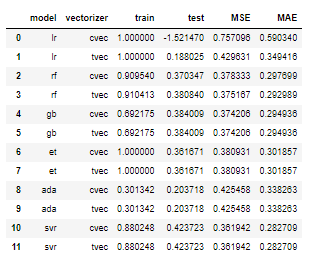 model vectorizer train test MSE MAE
0 lr cvec 1.000000 -1.521470 0.757096 0.590340
1 lr tvec 1.000000 0.188025 0.429631 0.349416
2 rf cvec 0.909540 0.370347 0.378333 0.297699
3 rf tvec 0.910413 0.380840 0.375167 0.292989
4 gb cvec 0.692175 0.384009 0.374206 0.294936
5 gb tvec 0.692175 0.384009 0.374206 0.294936
6 et cvec 1.000000 0.361671 0.380931 0.301857
7 et tvec 1.000000 0.361671 0.380931 0.301857
8 ada cvec 0.301342 0.203718 0.425458 0.338263
9 ada tvec 0.301342 0.203718 0.425458 0.338263
10 svr cvec 0.880248 0.423723 0.361942 0.282709
11 svr tvec 0.880248 0.423723 0.361942 0.282709